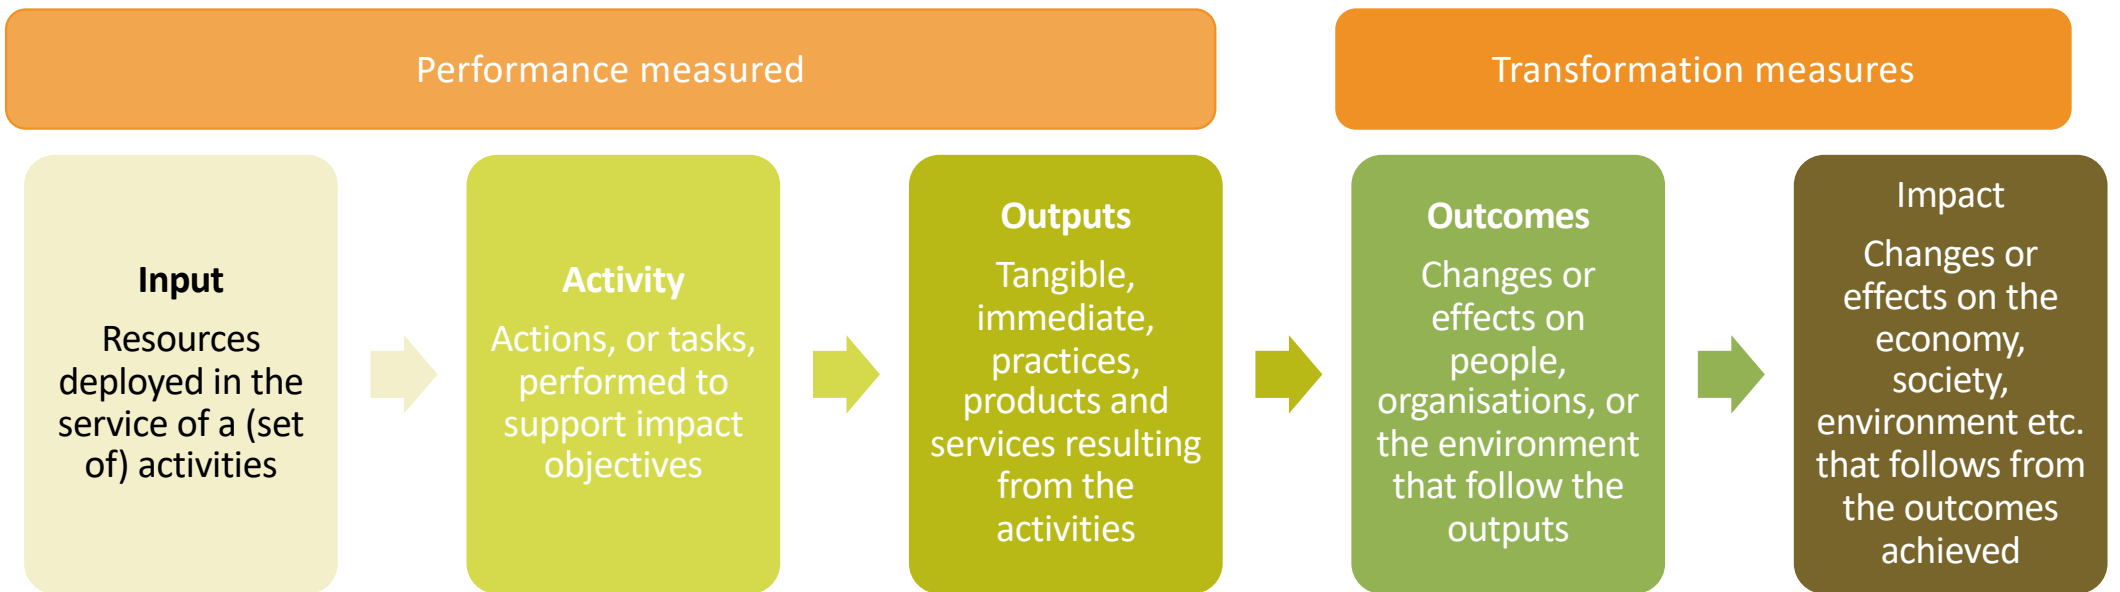 Performance measured
Transformation measures
Input
Resources
deployed in the
service of a (set
of) activities
Activity
Actions, or tasks,
performed to
support impact
objectives
Outputs
Tangible,
immediate,
practices,
products and
services resulting
from the
activities
Outcomes
Changes or
effects on
people,
organisations, or
the environment
that follow the
outputs
Impact
Changes or
effects on the
economy,
society,
environment etc.
that follows from
the outcomes
achieved